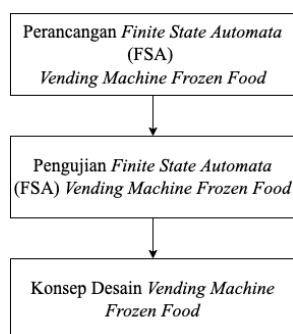 Perancangan Finite State Automata
(FSA)
Vending Machine Frozen Food
Pengujian Finite State Automata
(FSA) Vending Machine Frozen Food
Konsep Desain Vending Machine
Frozen Food